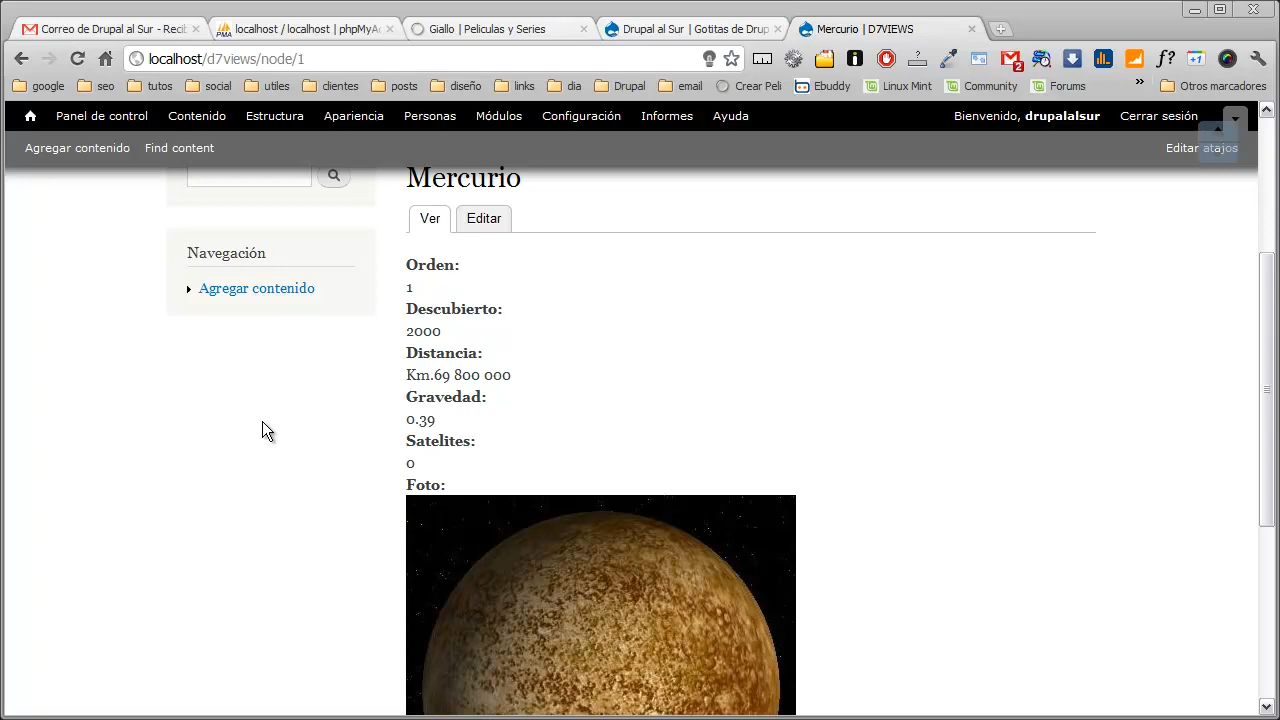 Correo de Drupal al Sur - Recib
localhost / localhost | phpMyA
Giallo | Peliculas y Series
Drupal al Sur | Gotitas de Drup
Mercurio | D7VIEWS
localhost/d7views/node/1
2
f?
+1
google
mo
tutos
social
utiles
clientes
posts
diseño
links
dia
Drupal
email
Crear Peli
Ebuddy
Linux Mint
Community
Forums
»
Otros marcadores
Panel de control
Contenido
Estructura
Apariencia
Personas
Módulos
Configuración
Informes
Ayuda
Bienvenido, drupalalsur
Cerrar sesión
Agregar contenido
Find content
Editar atajos
Mercurio
Ver
Editar
Navegación
Agregar contenido
Orden:
1
Descubierto:
2000
Distancia:
Km.69 800 000
Gravedad:
0.39
Satelites:
0
Foto: